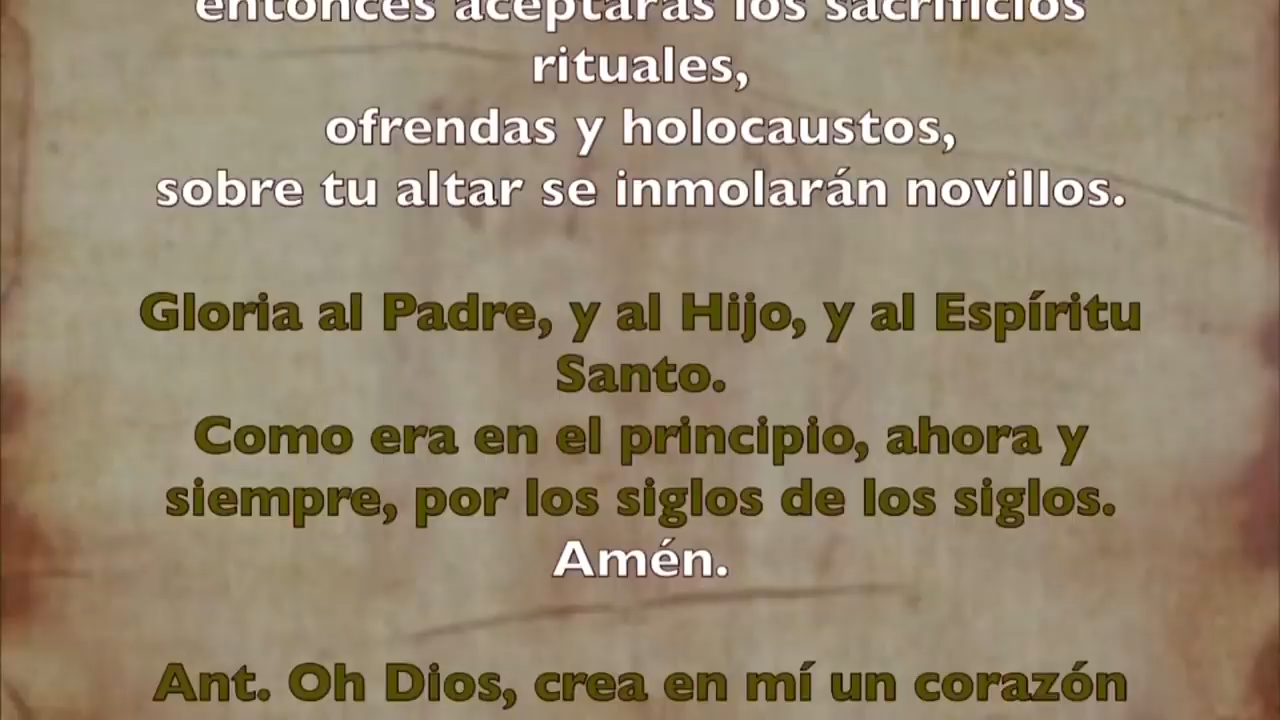 entonces aceptarás los sacrificios
rituales,
ofrendas y holocaustos,
sobre tu altar se inmolarán novillos.
Gloria al Padre, y al Hijo, y al Espíritu
Santo.
Como era en el principio, ahora y
siempre, por los siglos de los siglos.
Amén.
Ant. Oh Dios, crea en mí un corazón